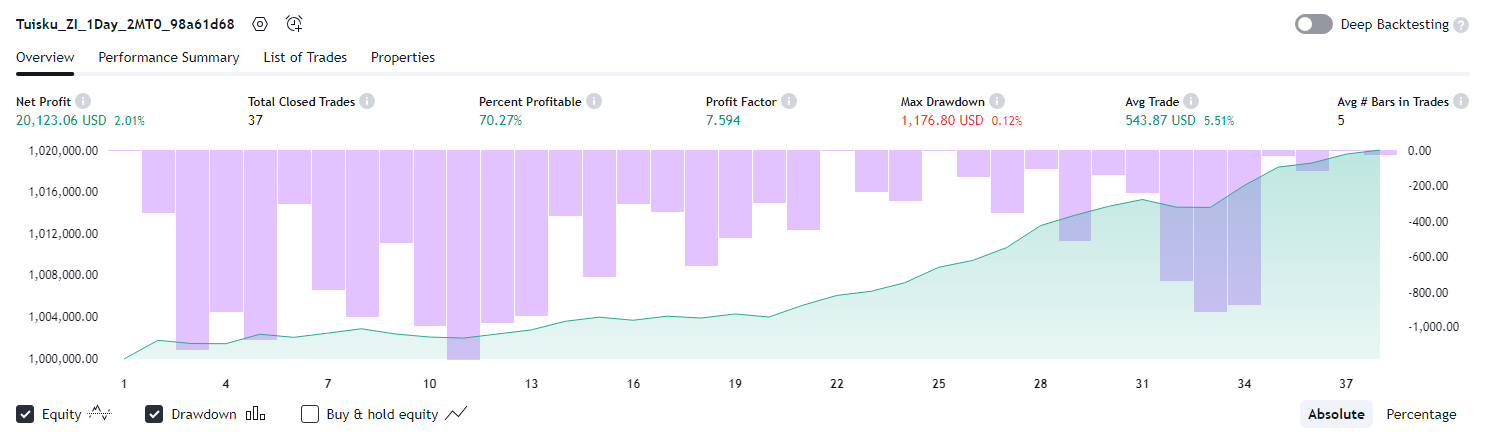 Tuisku_ZI_1Day_2MT0_98a61d68 Deep Backtesting ?
Overview Performance Summary List of Trades Properties
Net Profit i Total Closed Trades i Percent Profitable i Profit Factor i Max Drawdown i Avg Trade i Avg # Bars in Trades i
20,123.06 USD 2.01% 37 70.27% 7.594 1,176.80 USD 0.12% 543.87 USD 5.51% 5
1,020,000.00 0.00
1,016,000.00 -200.00
1,012,000.00 -400.00
1,008,000.00 -600.00
1,004,000.00 -800.00
1,000,000.00 -1,000.00
1 4 7 10 13 16 19 22 25 28 31 34 37
Equity Drawdown Buy & hold equity Absolute Percentage